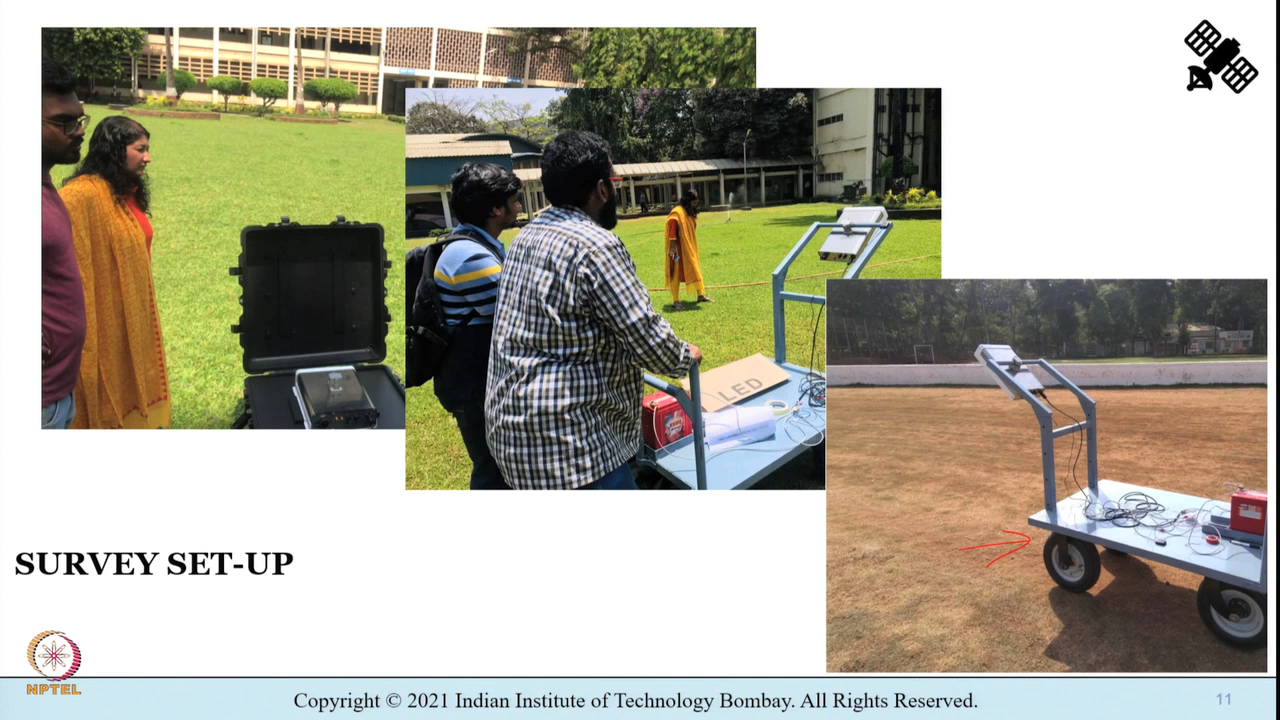 LED
SURVEY SET-UP
NPTEL
Copyright © 2021 Indian Institute of Technology Bombay. All Rights Reserved.
11